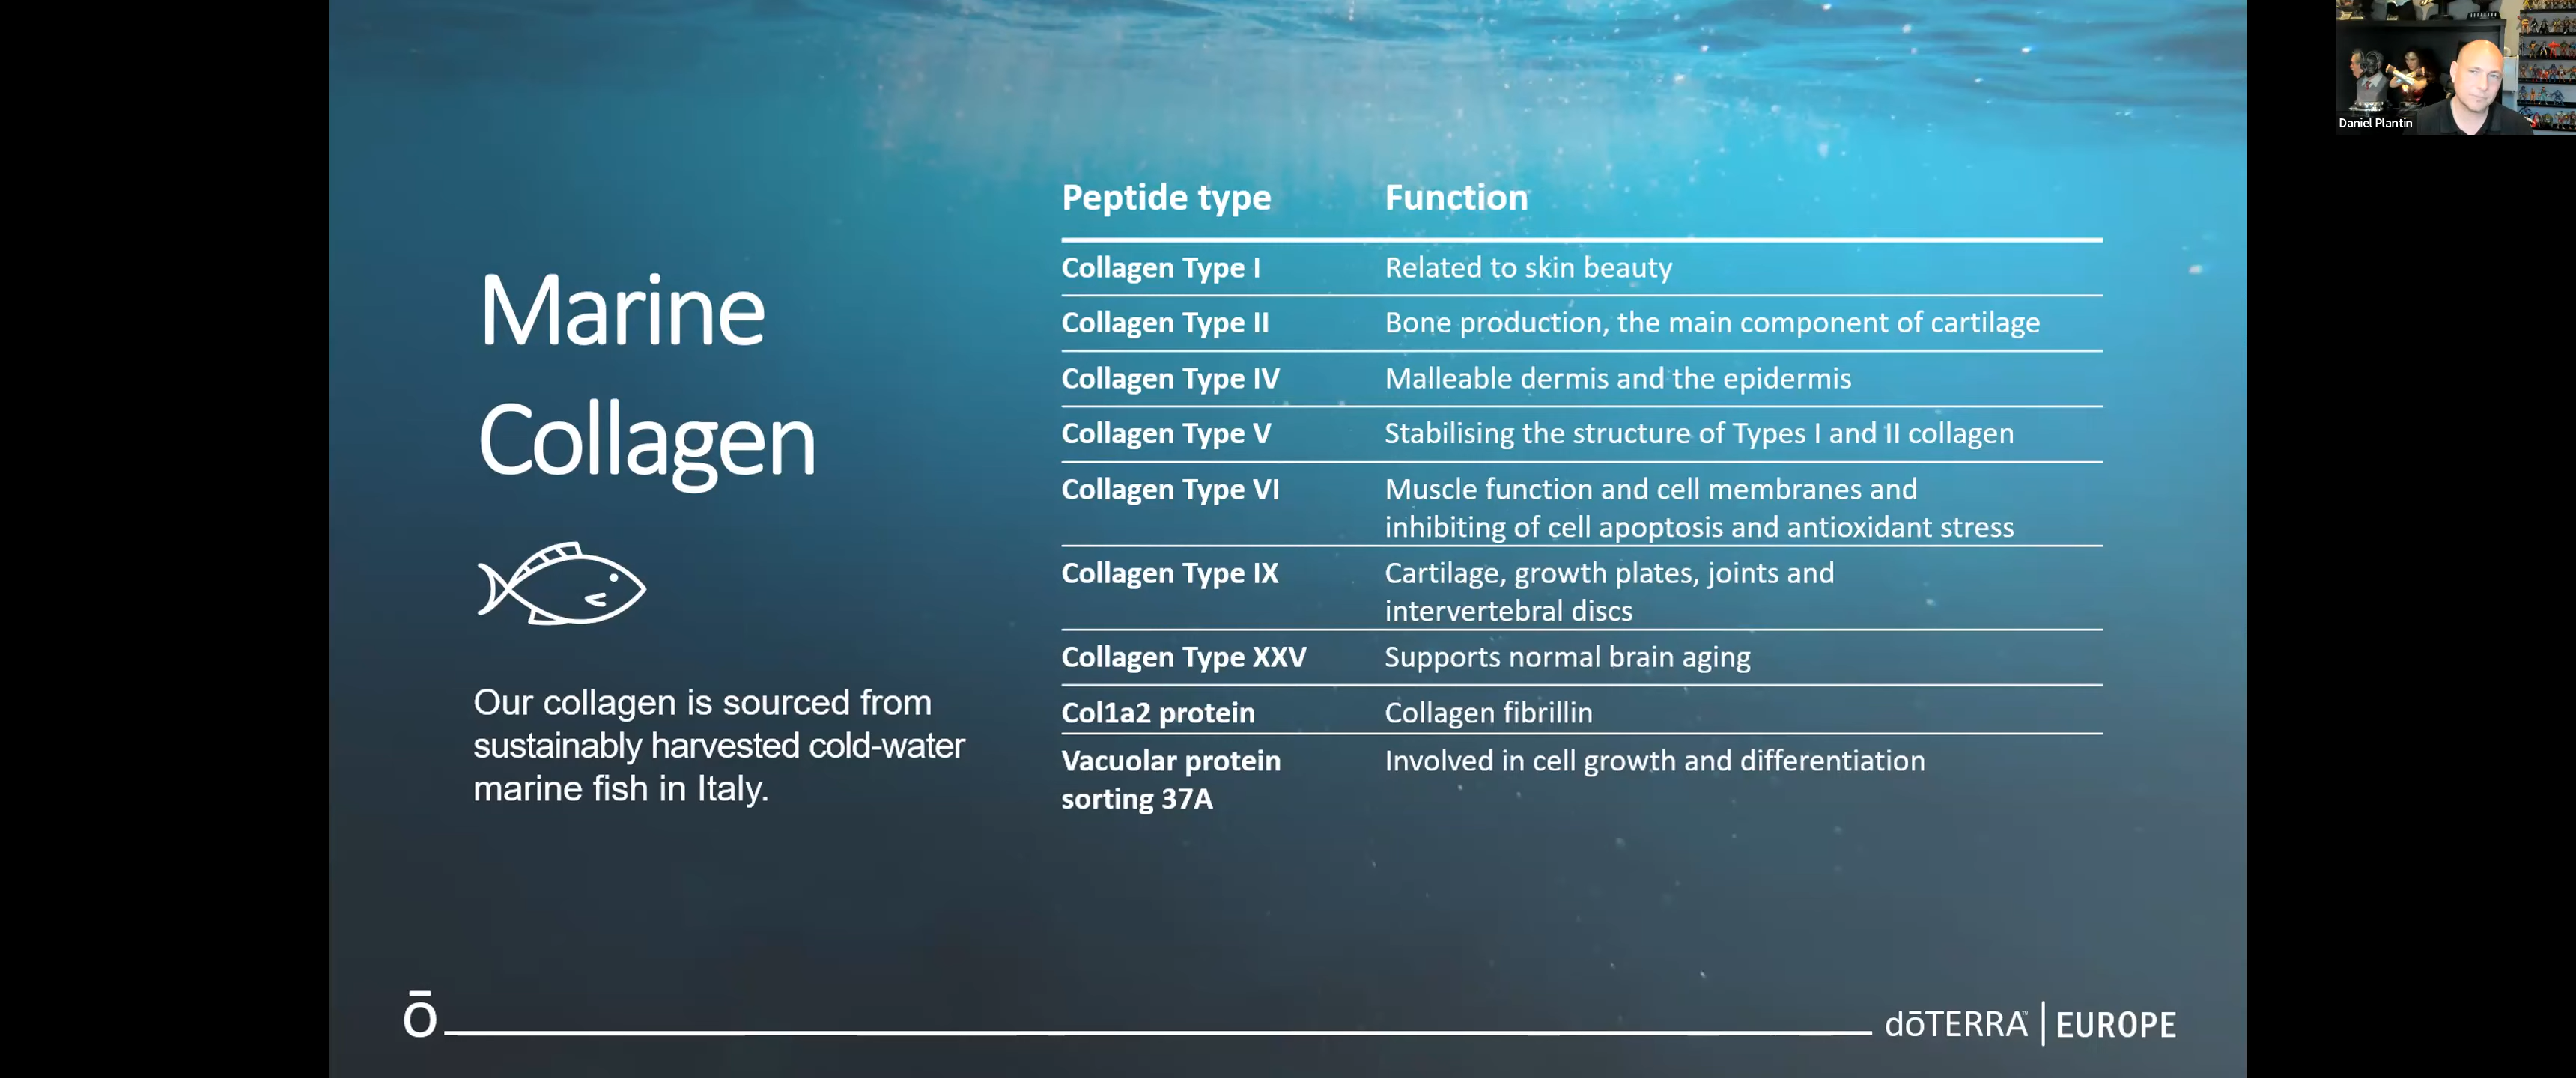 Marine
Collagen
Our collagen is sourced from
sustainably harvested cold-water
marine fish in Italy.
Peptide type Function
Collagen Type I Related to skin beauty
Collagen Type II Bone production, the main component of cartilage
Collagen Type IV Malleable dermis and the epidermis
Collagen Type V Stabilising the structure of Types I and II collagen
Collagen Type VI Muscle function and cell membranes and
inhibiting of cell apoptosis and antioxidant stress
Collagen Type IX Cartilage, growth plates, joints and
intervertebral discs
Collagen Type XXV Supports normal brain aging
Col1a2 protein Collagen fibrillin
Vacuolar protein Involved in cell growth and differentiation
sorting 37A
ō
dōTERRA™ | EUROPE
Daniel Plantin